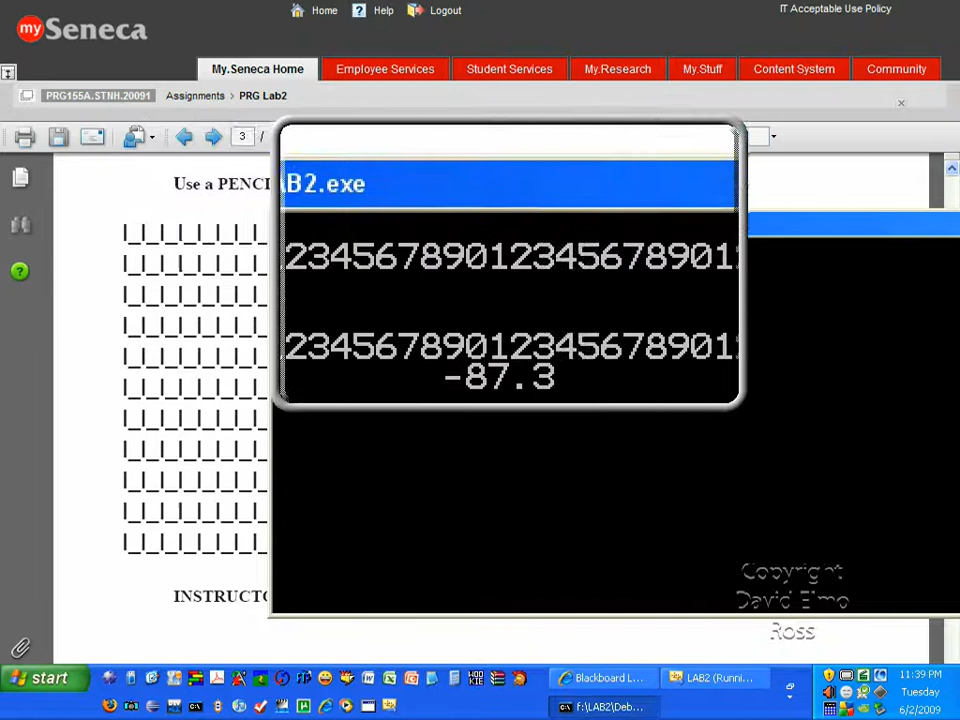 Home Help Logout
IT Acceptable Use Policy
my Seneca
My.Seneca Home Employee Services Student Services My.Research My.Stuff Content System Community
PRG155A.STNH.20091 Assignments > PRG Lab2
3 /
Use a PENCI
B2.exe
23456789012345678901
23456789012345678901
-87.3
INSTRUCTO
Copyright
David Elmo
Ross
start
Blackboard L...
LAB2 (Runni...
f:\LAB2\Deb...
11:39 PM
Tuesday
6/2/2009